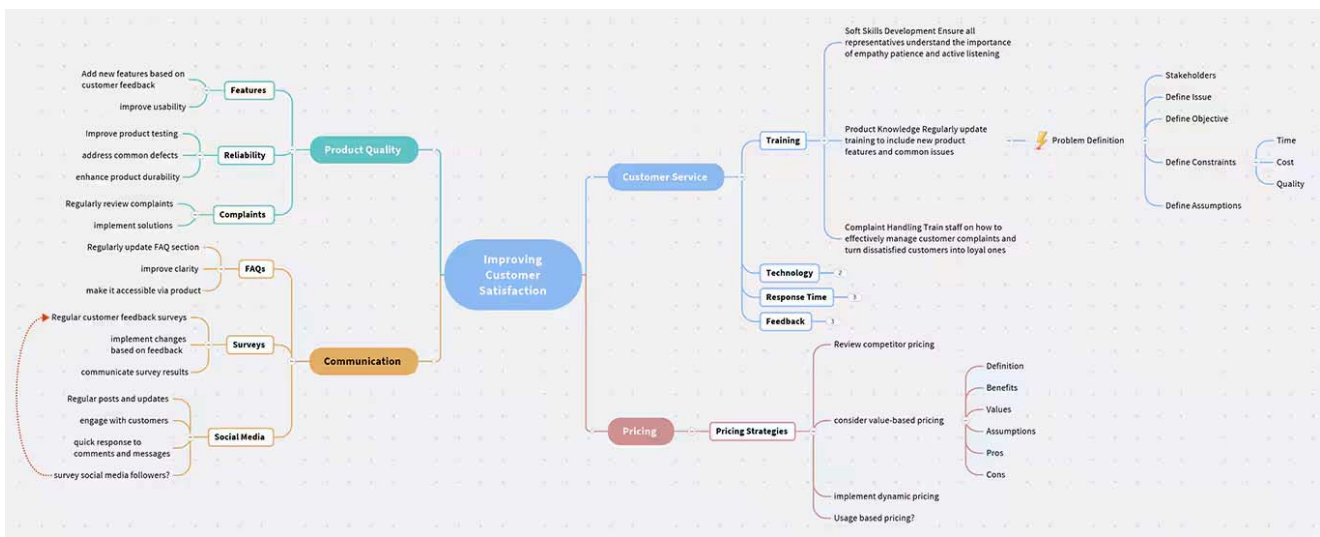 Improving
Customer
Satisfaction
Product Quality
Features
Add new features based on
customer feedback
improve usability
Reliability
Improve product testing
address common defects
enhance product durability
Complaints
Regularly review complaints
implement solutions
Communication
FAQs
Regularly update FAQ section
improve clarity
make it accessible via product
Surveys
Regular customer feedback surveys
implement changes
based on feedback
communicate survey results
Social Media
Regular posts and updates
engage with customers
quick response to
comments and messages
survey social media followers?
Customer Service
Training
Soft Skills Development Ensure all
representatives understand the importance
of empathy patience and active listening
Product Knowledge Regularly update
training to include new product
features and common issues
Problem Definition
Stakeholders
Define Issue
Define Objective
Define Constraints
Time
Cost
Quality
Define Assumptions
Complaint Handling Train staff on how to
effectively manage customer complaints and
turn dissatisfied customers into loyal ones
Technology
2
Response Time
3
Feedback
3
Pricing
Pricing Strategies
Review competitor pricing
consider value-based pricing
Definition
Benefits
Values
Assumptions
Pros
Cons
implement dynamic pricing
Usage based pricing?